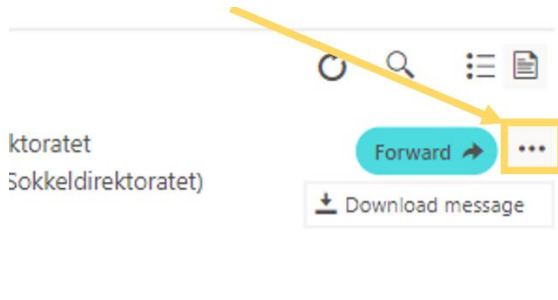 ktoratet
Forward
Sokkeldirektoratet)
Download message